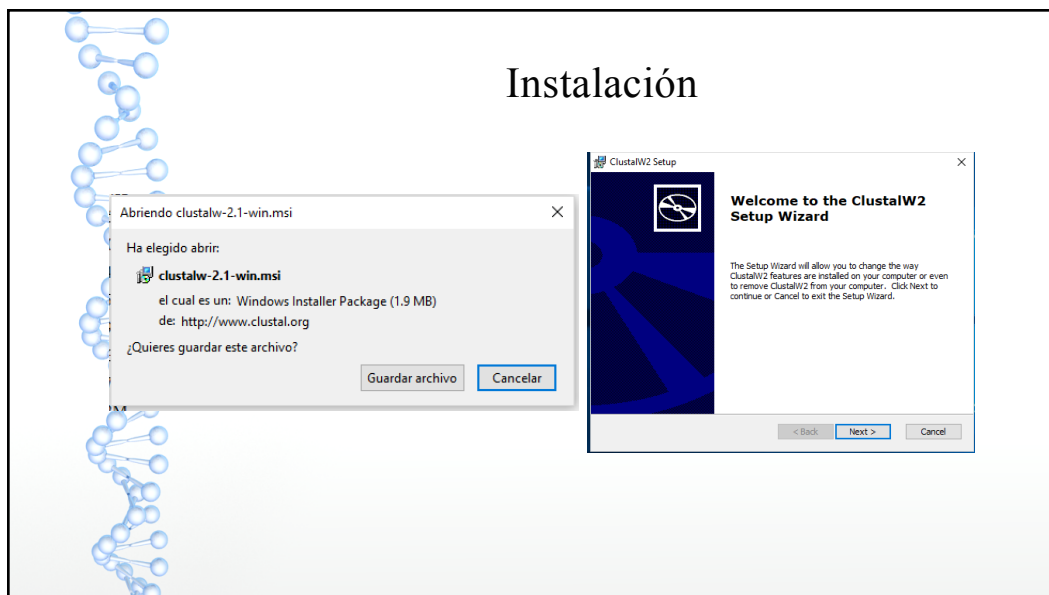 Instalación
Abriendo clustalw-2.1-win.msi
Ha elegido abrir:
clustalw-2.1-win.msi
el cual es un: Windows Installer Package (1.9 MB)
de: http://www.clustal.org
¿Quieres guardar este archivo?
Guardar archivo
Cancelar
ClustalW2 Setup
Welcome to the ClustalW2
Setup Wizard
The Setup Wizard will allow you to change the way
ClustalW2 features are installed on your computer or even
to remove ClustalW2 from your computer. Click Next to
continue or Cancel to exit the Setup Wizard.
< Back
Next >
Cancel